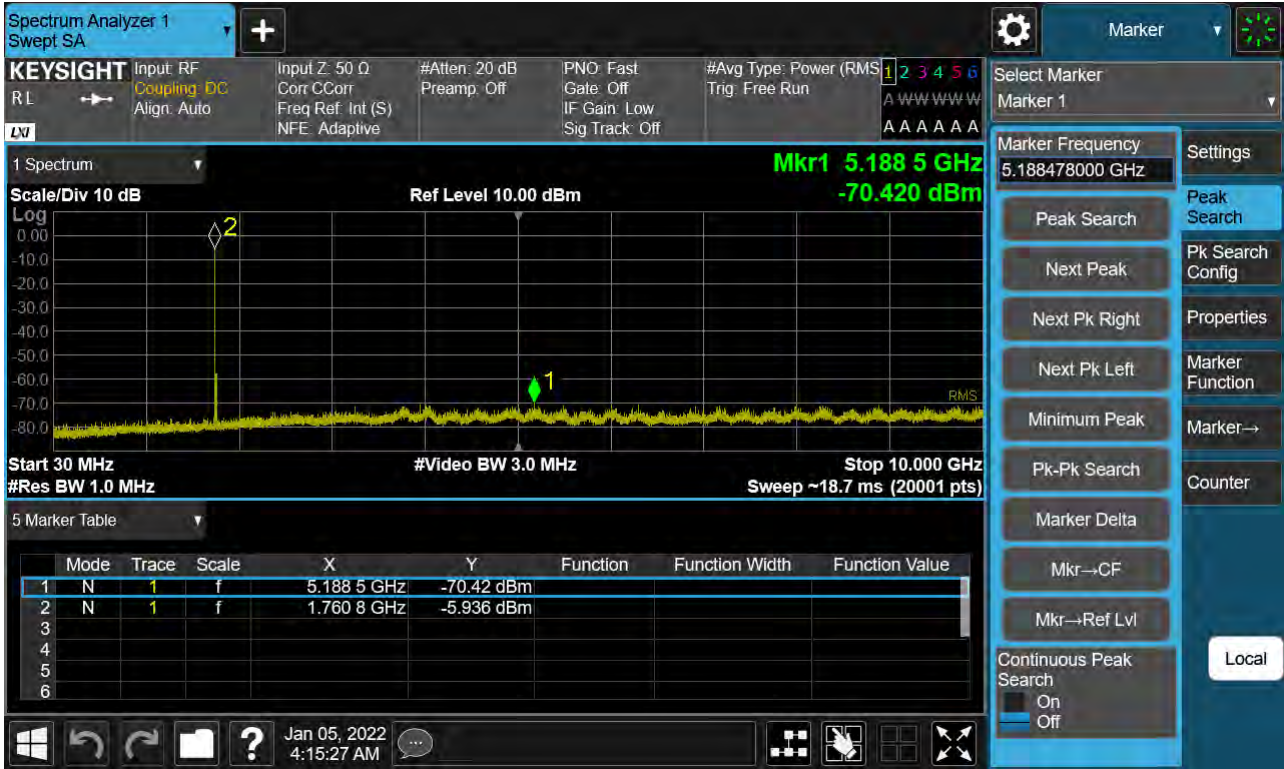 Spectrum Analyzer 1
Swept SA
Marker
KEYSIGHT
RL
LXI
Input: RF
Coupling: DC
Align: Auto
Input Z: 50 Ω
Corr CCorr
Freq Ref: Int (S)
NFE: Adaptive
#Atten: 20 dB
Preamp: Off
PNO: Fast
Gate: Off
IF Gain: Low
Sig Track: Off
#Avg Type: Power (RMS
Trig: Free Run
1 2 3 4 5 6
A W W W W W
A A A A A A
Select Marker
Marker 1
1 Spectrum
Mkr1 5.188 5 GHz
-70.420 dBm
Scale/Div 10 dB
Ref Level 10.00 dBm
Log
0.00
-10.0
-20.0
-30.0
-40.0
-50.0
-60.0
-70.0
-80.0
2
1
RMS
Start 30 MHz
#Video BW 3.0 MHz
Stop 10.000 GHz
#Res BW 1.0 MHz
Sweep ~18.7 ms (20001 pts)
5 Marker Table
Mode Trace Scale X Y Function Function Width Function Value
1 N 1 f 5.188 5 GHz -70.42 dBm
2 N 1 f 1.760 8 GHz -5.936 dBm
3
4
5
6
Marker Frequency
5.188478000 GHz
Peak Search
Next Peak
Next Pk Right
Next Pk Left
Minimum Peak
Pk-Pk Search
Marker Delta
Mkr→CF
Mkr→Ref Lvl
Continuous Peak
Search
On
Off
Settings
Peak
Search
Pk Search
Config
Properties
Marker
Function
Marker→
Counter
Local
?
Jan 05, 2022
4:15:27 AM